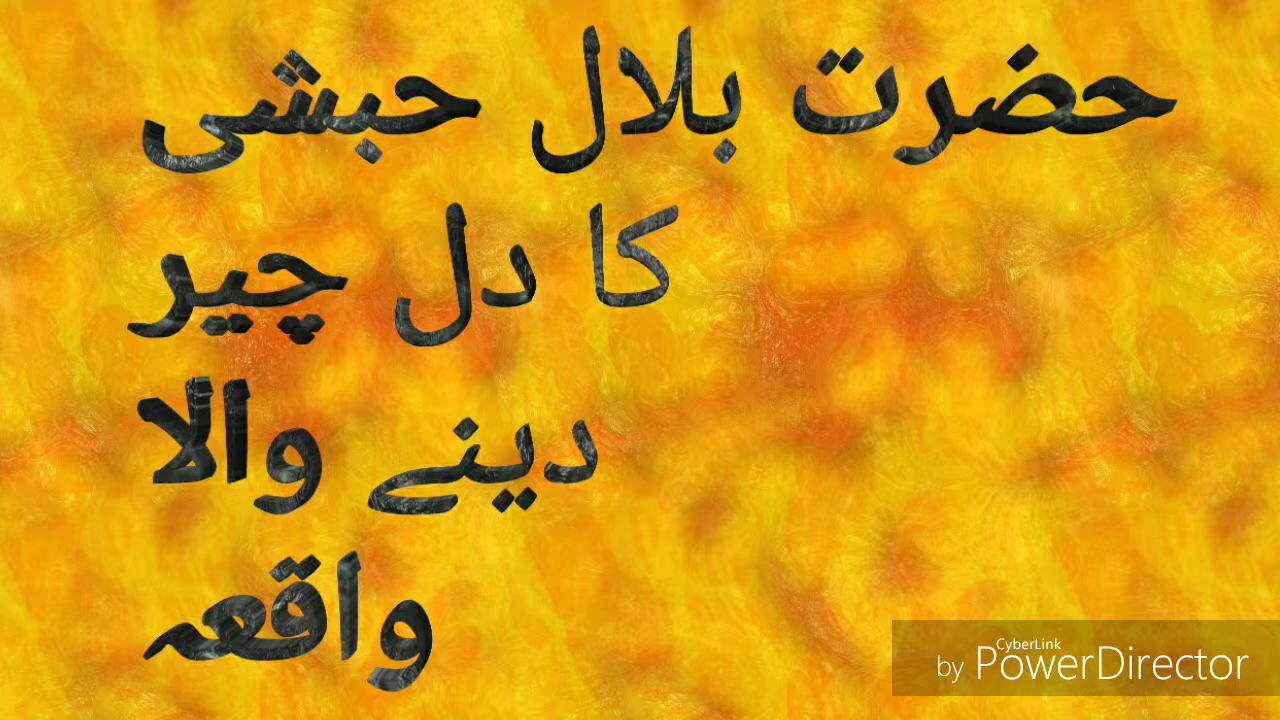 حضرت بلال حبشی
کا دل چیر
دینے والا
واقعہ
CyberLink
by PowerDirector